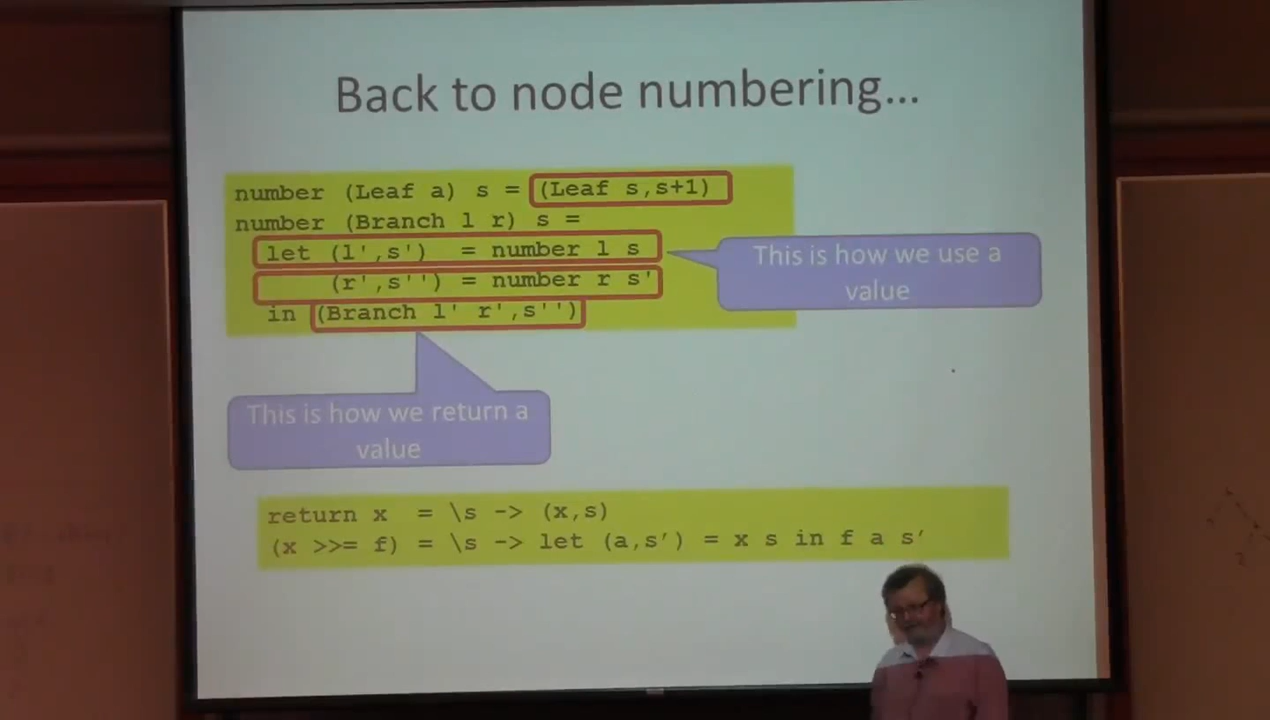 Back to node numbering...
number (Leaf a) s = (Leaf s,s+1)
number (Branch l r) s =
let (l',s') = number l s
(r',s'') = number r s'
in (Branch l' r',s'')
This is how we use a
value
This is how we return a
value
return x = \s -> (x,s)
(x >>= f) = \s -> let (a,s′) = x s in f a s′